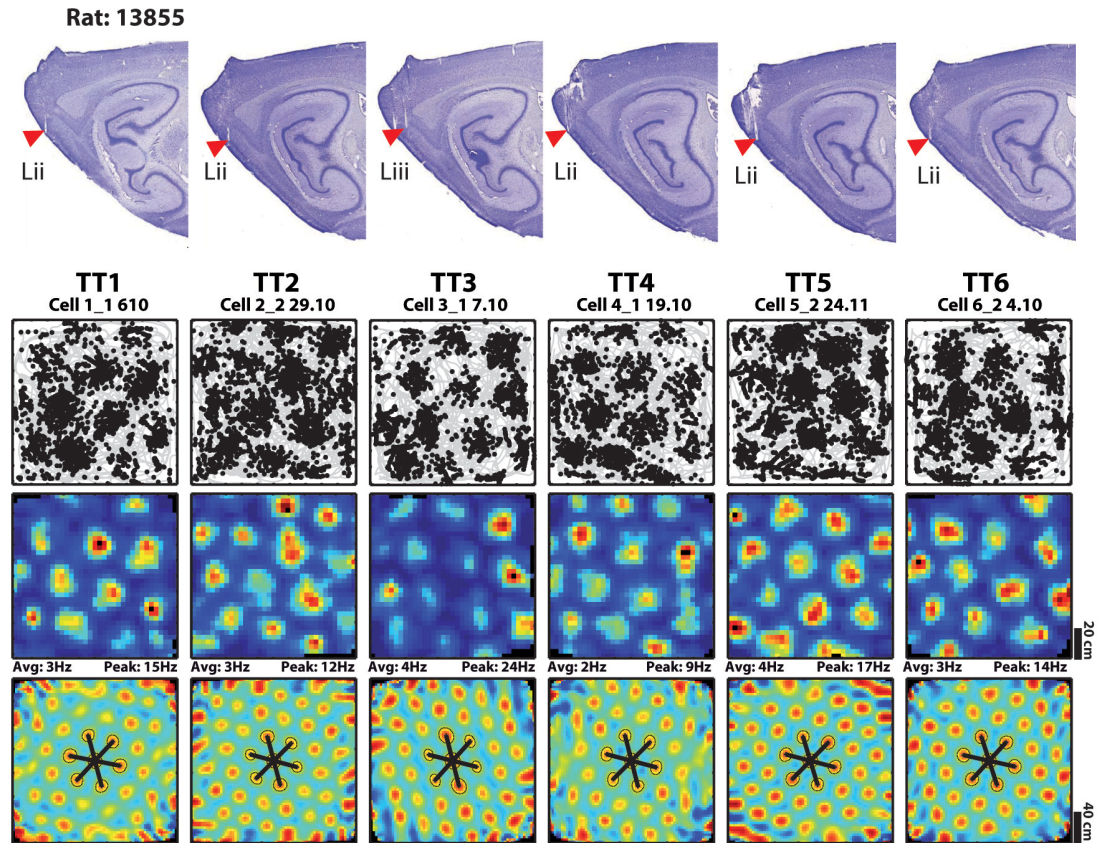 Rat: 13855
Lii Lii Liii Lii Lii Lii
TT1 TT2 TT3 TT4 TT5 TT6
Cell 1_1 610 Cell 2_2 29.10 Cell 3_1 7.10 Cell 4_1 19.10 Cell 5_2 24.11 Cell 6_2 4.10
20 cm
Avg: 3Hz Peak: 15Hz Avg: 3Hz Peak: 12Hz Avg: 4Hz Peak: 24Hz Avg: 2Hz Peak: 9Hz Avg: 4Hz Peak: 17Hz Avg: 3Hz Peak: 14Hz
40 cm